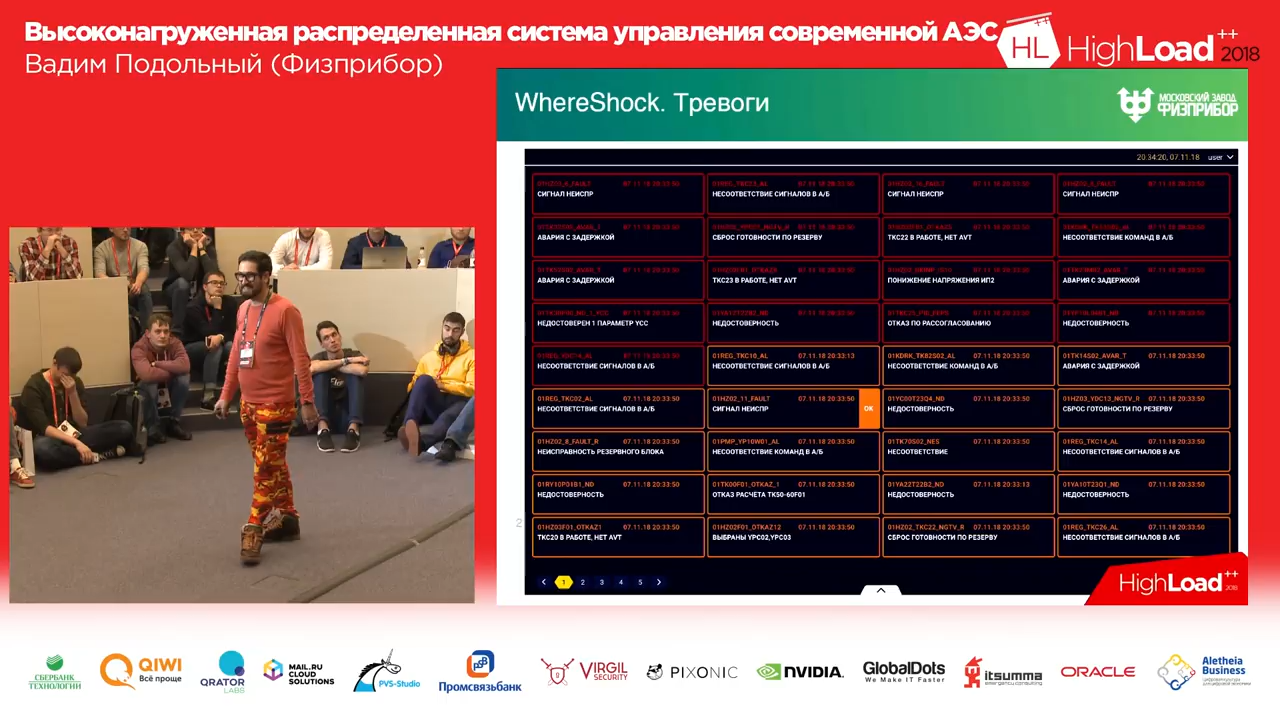 Высоконагруженная распределенная система управления современной АЭС
Вадим Подольный (Физприбор)
HL HighLoad++ 2018
WhereShock. Тревоги
МОСКОВСКИЙ ЗАВОД
ФИЗПРИБОР
20:34:20, 07.11.18 user
СИГНАЛ НЕИСПР
НЕСООТВЕТСТВИЕ СИГНАЛОВ В А/Б
СИГНАЛ НЕИСПР
СИГНАЛ НЕИСПР
АВАРИЯ С ЗАДЕРЖКОЙ
СБРОС ГОТОВНОСТИ ПО РЕЗЕРВУ
ТКС22 В РАБОТЕ, НЕТ AVT
НЕСООТВЕТСТВИЕ КОМАНД В А/Б
АВАРИЯ С ЗАДЕРЖКОЙ
ТКС23 В РАБОТЕ, НЕТ AVT
ПОНИЖЕНИЕ НАПРЯЖЕНИЯ ИП2
АВАРИЯ С ЗАДЕРЖКОЙ
НЕДОСТОВЕРЕН 1 ПАРАМЕТР YCC
НЕДОСТОВЕРНОСТЬ
ОТКАЗ ПО РАССОГЛАСОВАНИЮ
НЕДОСТОВЕРНОСТЬ
НЕСООТВЕТСТВИЕ СИГНАЛОВ В А/Б
01REG_TKC10_AL 07.11.18 20:33:13
НЕСООТВЕТСТВИЕ СИГНАЛОВ В А/Б
01KDRK_TK82S02_AL 07.11.18 20:33:50
НЕСООТВЕТСТВИЕ КОМАНД В А/Б
01TK14S02_AVAR_T 07.11.18 20:33:50
АВАРИЯ С ЗАДЕРЖКОЙ
01REG_TKC02_AL 07.11.18 20:33:50
НЕСООТВЕТСТВИЕ СИГНАЛОВ В А/Б
01HZ02_11_FAULT 07.11.18 20:33:50
СИГНАЛ НЕИСПР
OK
01YC00T23Q4_ND 07.11.18 20:33:50
НЕДОСТОВЕРНОСТЬ
01HZ03_YDC13_NGTV_R 07.11.18 20:33:50
СБРОС ГОТОВНОСТИ ПО РЕЗЕРВУ
01HZ02_8_FAULT_R 07.11.18 20:33:50
НЕИСПРАВНОСТЬ РЕЗЕРВНОГО БЛОКА
01PMP_YP10W01_AL 07.11.18 20:33:50
НЕСООТВЕТСТВИЕ КОМАНД В А/Б
01TK70S02_NES 07.11.18 20:33:50
НЕСООТВЕТСТВИЕ
01REG_TKC14_AL 07.11.18 20:33:50
НЕСООТВЕТСТВИЕ СИГНАЛОВ В А/Б
01RY10P31B1_ND 07.11.18 20:33:50
НЕДОСТОВЕРНОСТЬ
01TK00F01_OTKAZ_1 07.11.18 20:33:50
ОТКАЗ РАСЧЕТА ТК50-60F01
01YA22T22B2_ND 07.11.18 20:33:13
НЕДОСТОВЕРНОСТЬ
01YA10T23Q1_ND 07.11.18 20:33:50
НЕДОСТОВЕРНОСТЬ
01HZ03F01_OTKAZ1 07.11.18 20:33:50
ТКС20 В РАБОТЕ, НЕТ AVT
01HZ02F01_OTKAZ12 07.11.18 20:33:50
ВЫБРАНЫ YPC02,YPC03
01HZ02_TKC22_NGTV_R 07.11.18 20:33:50
СБРОС ГОТОВНОСТИ ПО РЕЗЕРВУ
01REG_TKC26_AL 07.11.18 20:33:50
НЕСООТВЕТСТВИЕ СИГНАЛОВ В А/Б
1 2 3 4 5
HighLoad++ 2018
СБЕРБАНК
ТЕХНОЛОГИИ
QIWI
Всё проще
QRATOR
LABS
MAIL.RU
CLOUD
SOLUTIONS
PVS-Studio
Промсвязьбанк
VIRGIL
SECURITY
PIXONIC
NVIDIA.
GlobalDots
We Make IT Faster
itsumma
emergency consulting
ORACLE
Aletheia
Business